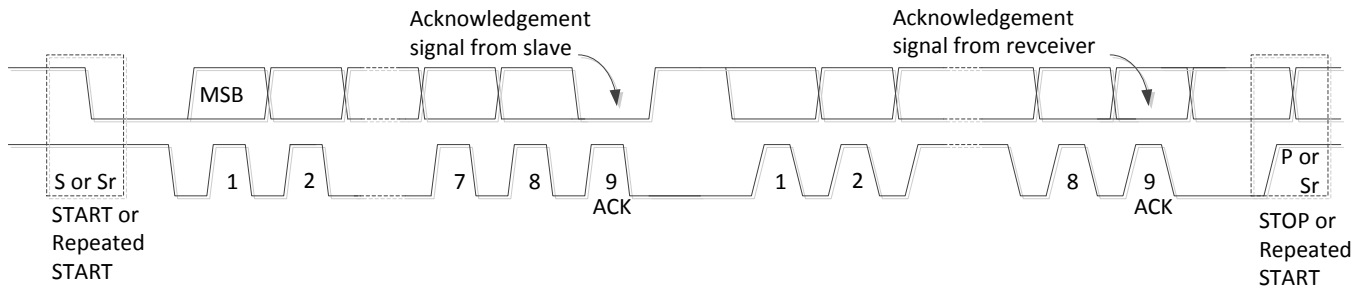 Acknowledgement
signal from slave
Acknowledgement
signal from revceiver
MSB
S or Sr
1
2
7
8
9
1
2
8
9
P or
Sr
ACK
ACK
START or
Repeated
START
STOP or
Repeated
START